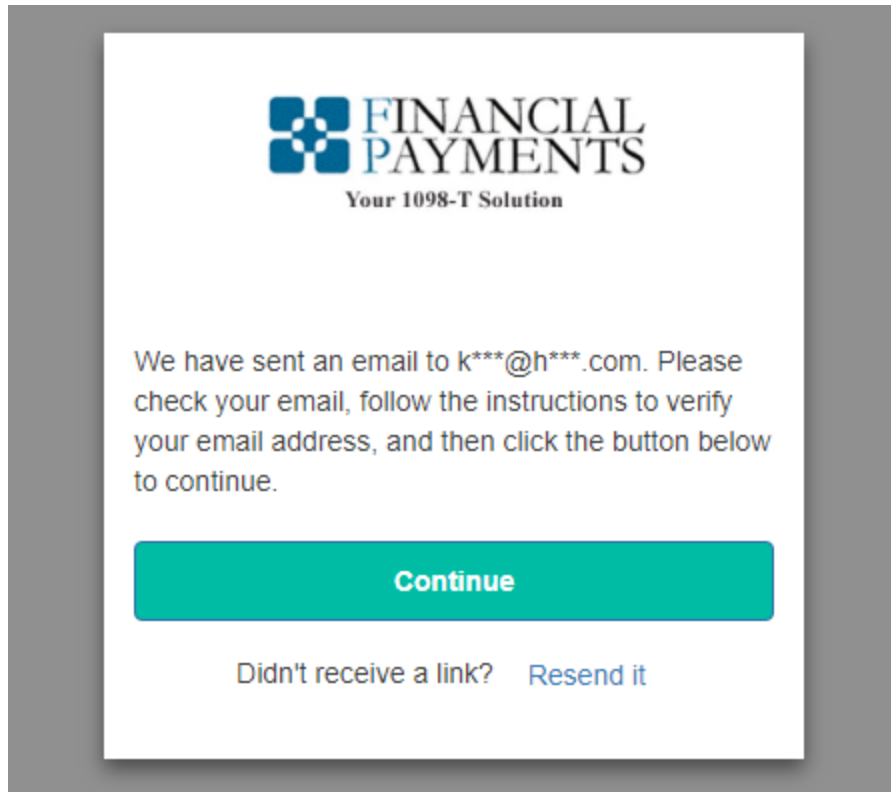 FINANCIAL
PAYMENTS
Your 1098-T Solution
We have sent an email to k***@h***.com. Please
check your email, follow the instructions to verify
your email address, and then click the button below
to continue.
Continue
Didn't receive a link? Resend it